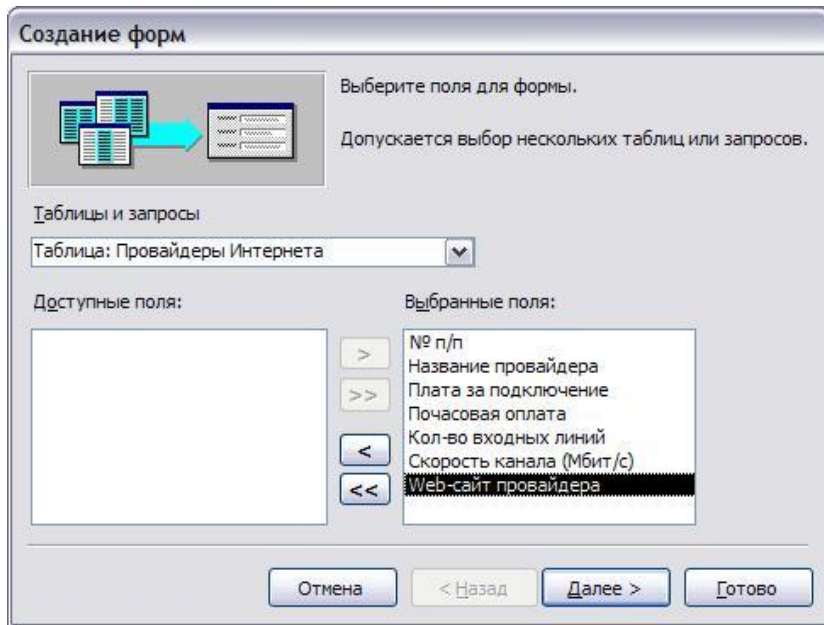 Создание форм
Выберите поля для формы.
Допускается выбор нескольких таблиц или запросов.
Таблицы и запросы
Таблица: Провайдеры Интернета
Доступные поля:
Выбранные поля:
№ п/п
Название провайдера
Плата за подключение
Почасовая оплата
Кол-во входных линий
Скорость канала (Мбит/с)
Web-сайт провайдера
>
>>
<
<<
Отмена
< Назад
Далее >
Готово